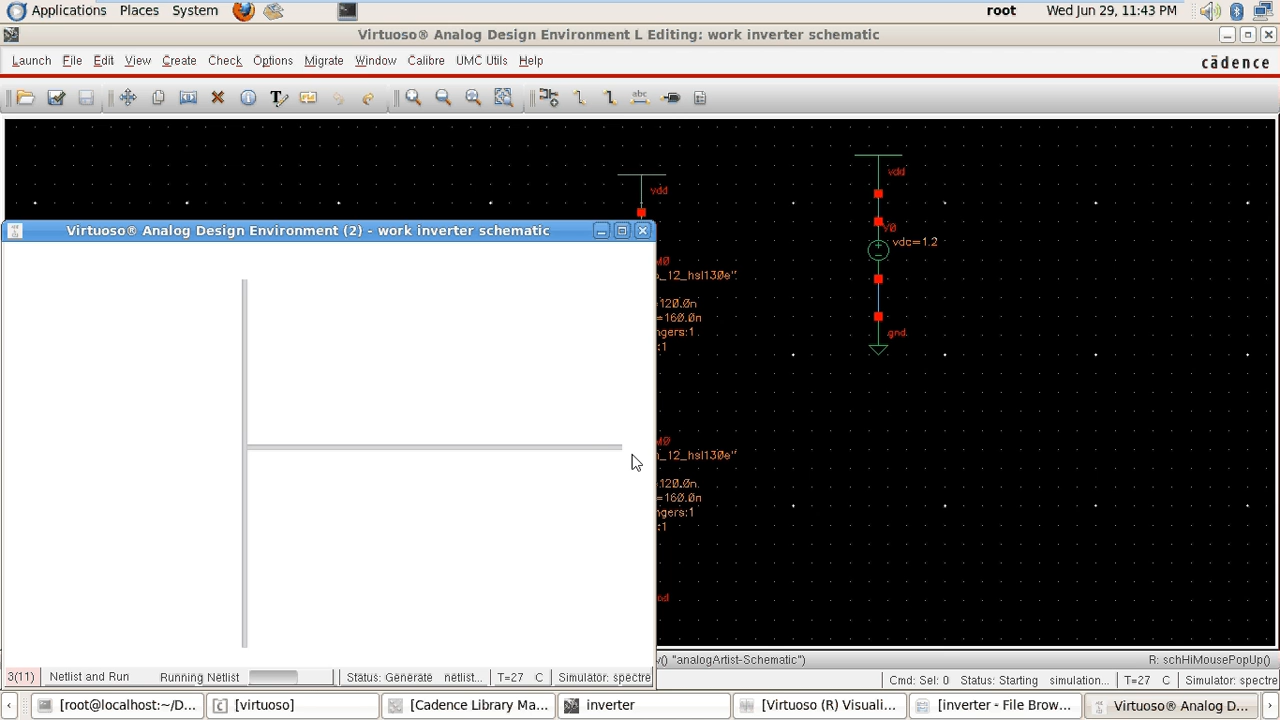 Applications Places System root Wed Jun 29, 11:43 PM
Virtuoso® Analog Design Environment L Editing: work inverter schematic
Launch File Edit View Create Check Options Migrate Window Calibre UMC Utils Help cādence
abc
vdd
vdd
V0
Virtuoso® Analog Design Environment (2) - work inverter schematic
vdc=1.2
M0
_12_hsl130e"
=120.0n
=160.0n
ngers:1
:1
gnd
M0
n_12_hsl130e"
=120.0n
=160.0n
ngers:1
:1
3(11) Netlist and Run Running Netlist Status: Generate netlist... T=27 C Simulator: spectre
() "analogArtist-Schematic") R: schHiMousePopUp()
Cmd: Sel: 0 Status: Starting simulation... T=27 C Simulator: spectre
[root@localhost:~/D... [virtuoso] [Cadence Library Ma... inverter [Virtuoso (R) Visuali... [inverter - File Brow... Virtuoso® Analog D...